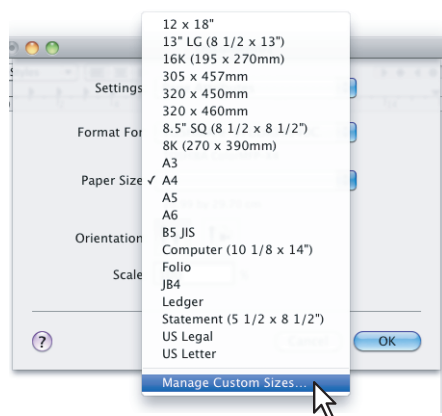 12 x 18"
13" LG (8 1/2 x 13")
16K (195 x 270mm)
305 x 457mm
Settings
320 x 450mm
320 x 460mm
Format For
8.5" SQ (8 1/2 x 8 1/2")
8K (270 x 390mm)
A3
Paper Size ✓ A4
A5
A6
B5 JIS
Orientation
Computer (10 1/8 x 14")
Folio
Scale
JB4
Ledger
Statement (5 1/2 x 8 1/2")
US Legal
? Cancel OK
US Letter
Manage Custom Sizes...